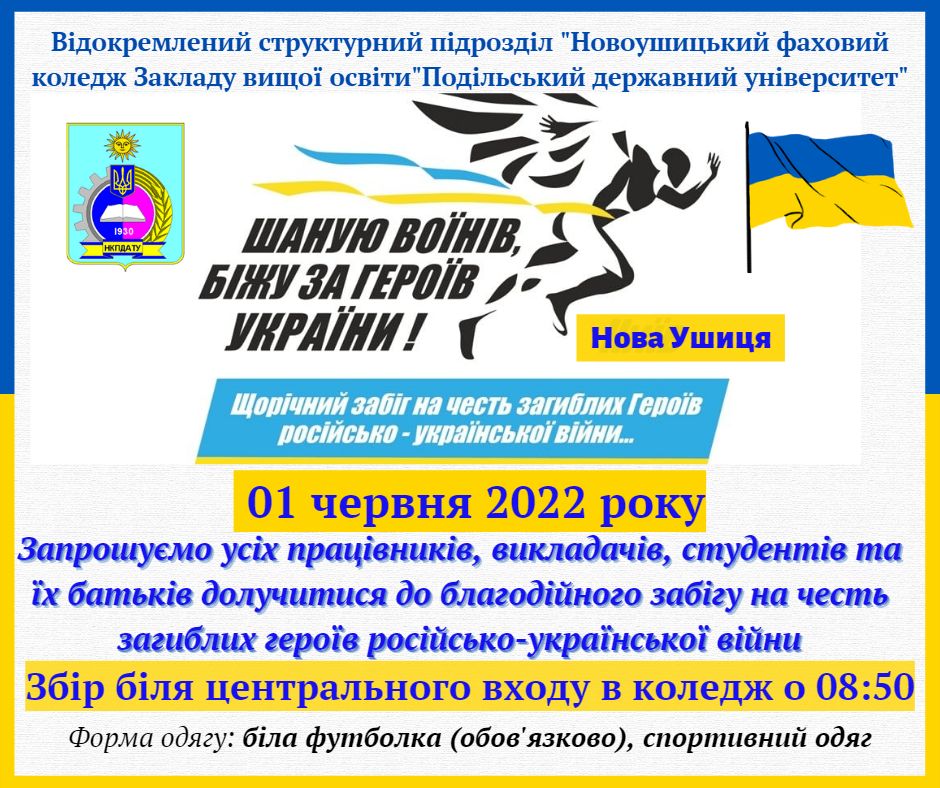 Відокремлений структурний підрозділ "Новоушицький фаховий
коледж Закладу вищої освіти"Подільський державний університет"
1930
НКПДАТУ
ШАНУЮ ВОЇНІВ,
БІЖУ ЗА ГЕРОЇВ
УКРАЇНИ !
Нова Ушиця
Щорічний забіг на честь загиблих Героїв
російсько - української війни...
01 червня 2022 року
Запрошуємо усіх працівників, викладачів, студентів та
їх батьків долучитися до благодійного забігу на честь
загиблих героїв російсько-української війни
Збір біля центрального входу в коледж о 08:50
Форма одягу: біла футболка (обов'язково), спортивний одяг